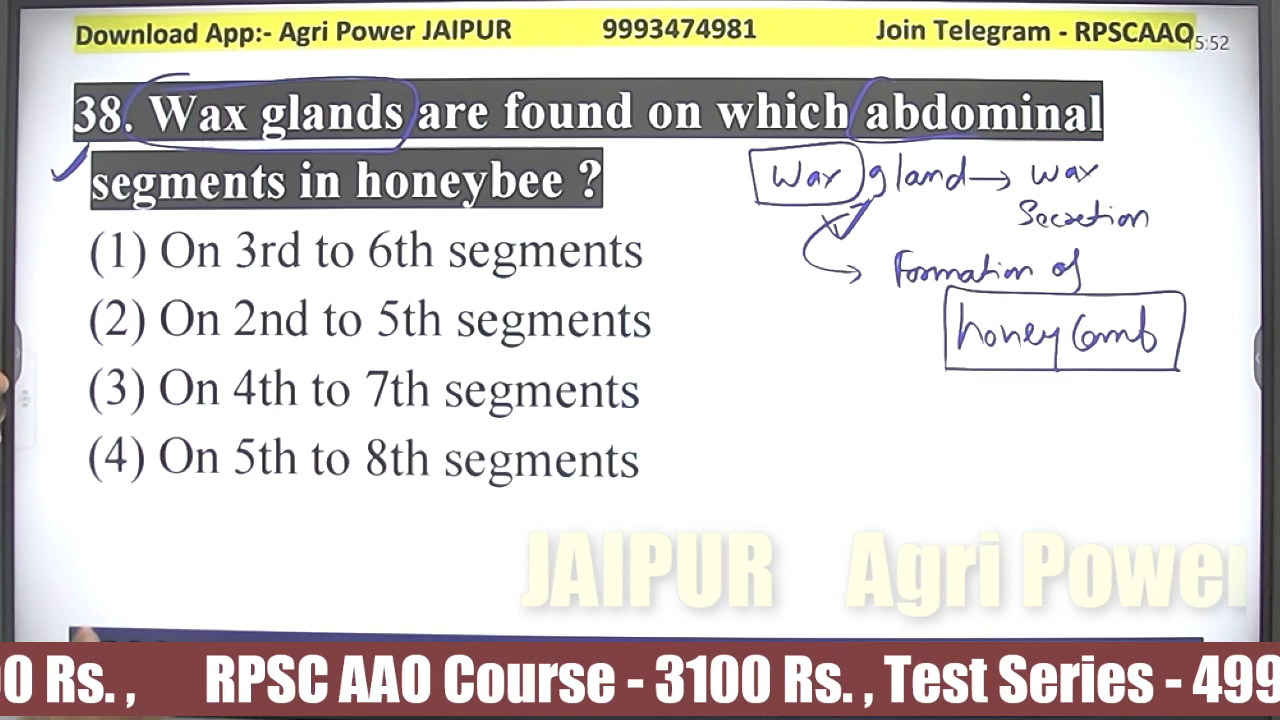 Download App:- Agri Power JAIPUR 9993474981 Join Telegram - RPSCAAQ
15:52
38. Wax glands are found on which abdominal
segments in honeybee ?
Wax gland → wax
Secretion
(1) On 3rd to 6th segments
Formation of
(2) On 2nd to 5th segments
honey Comb
(3) On 4th to 7th segments
(4) On 5th to 8th segments
JAIPUR Agri Power
0 Rs. , RPSC AAO Course - 3100 Rs. , Test Series - 499